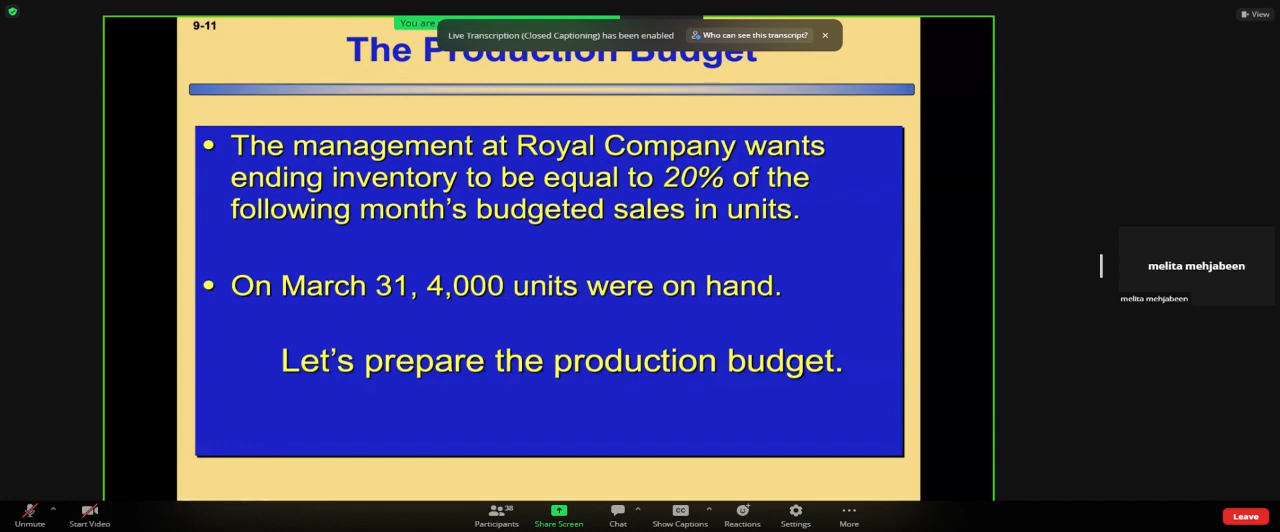 View
9-11
You are
Live Transcription (Closed Captioning) has been enabled
Who can see this transcript?
The Production Budget
• The management at Royal Company wants
ending inventory to be equal to 20% of the
following month's budgeted sales in units.
• On March 31, 4,000 units were on hand.
Let's prepare the production budget.
melita mehjabeen
melita mehjabeen
Unmute
Start Video
Participants
38
Share Screen
Chat
Show Captions
Reactions
Settings
More
Leave